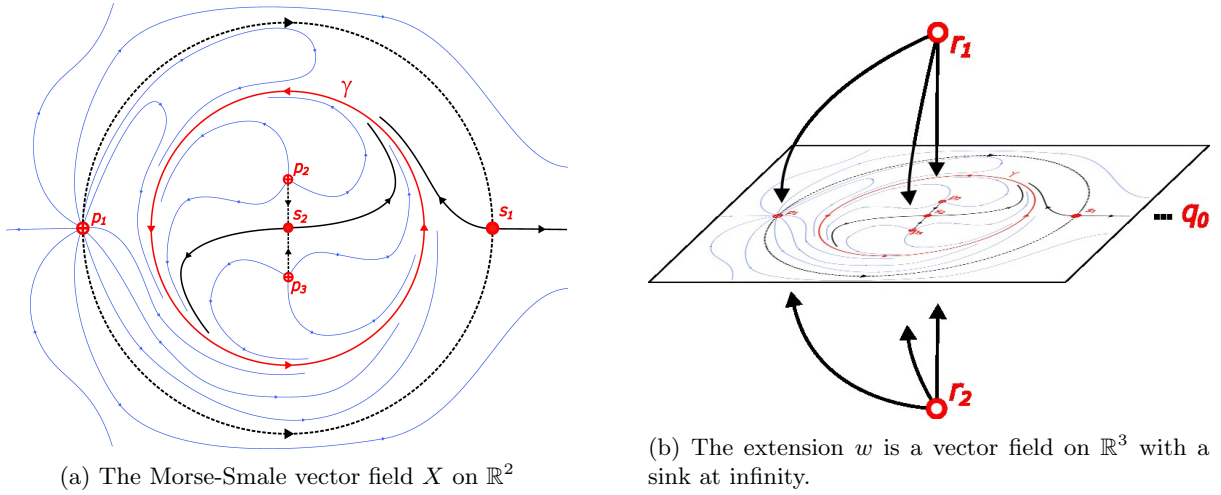 γ
p₂
s₂
p₁
s₁
p₃
(a) The Morse-Smale vector field X on ℝ²
r₁
γ
... q₀
r₂
(b) The extension w is a vector field on ℝ³ with a
sink at infinity.